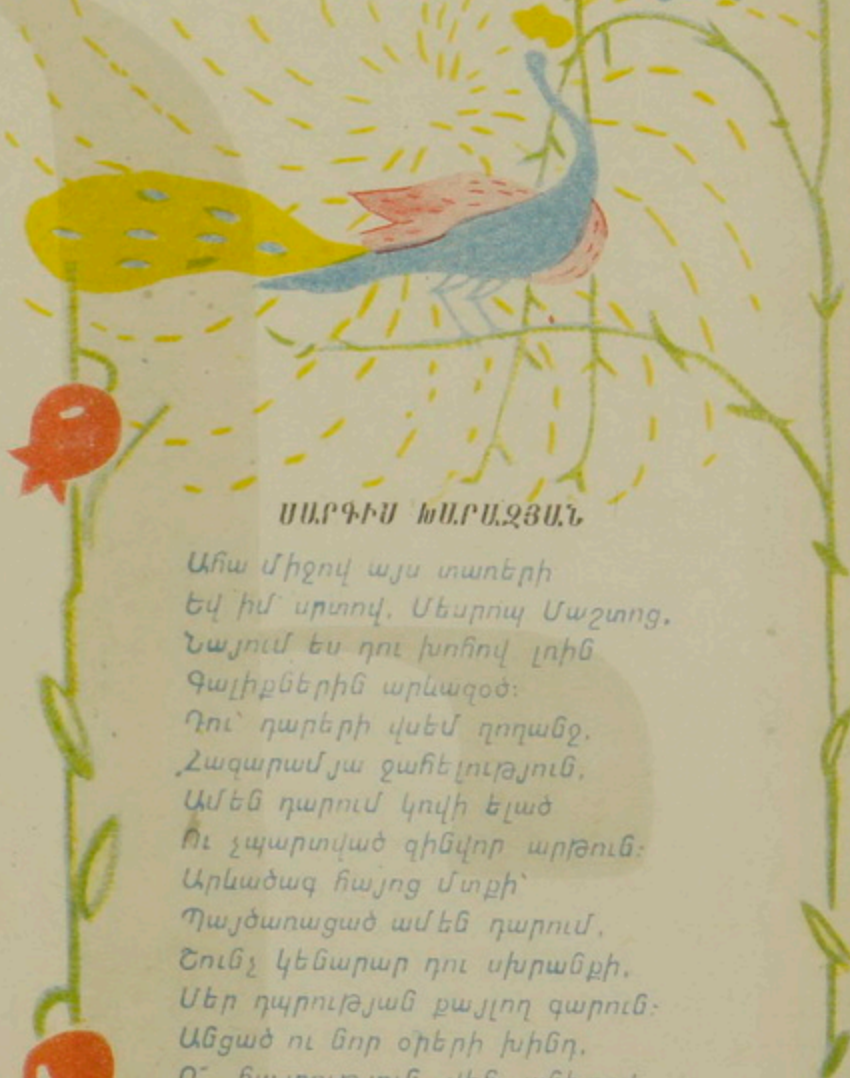 ՍԱՐԳԻՍ ԽԱՐԱԶՅԱՆ
Ահա միջով այս տառերի
Եվ իմ սրտով, Մեսրոպ Մաշտոց,
Նայում ես դու խոհով լռին
Գալիքներին արևազօծ։
Դու՝ դարերի վսեմ ղողանջ,
Հազարամյա ջահելություն,
Ամեն դարում կռվի ելած
Ու չպարտված զինվոր արթուն։
Արևածագ հայոց մտքի՝
Պայծառացած ամեն դարում,
Շունչ կենարար դու սխրանքի,
Մեր դպրության քայլող գարուն։
Անցած ու նոր օրերի խինդ,